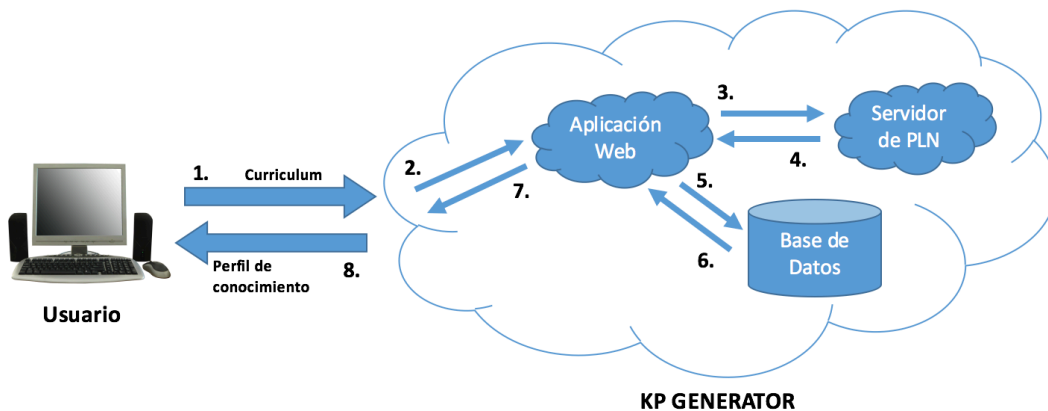 1.
Curriculum
Perfil de
conocimiento
8.
Usuario
2.
7.
Aplicación
Web
3.
4.
Servidor
de PLN
5.
6.
Base de
Datos
KP GENERATOR